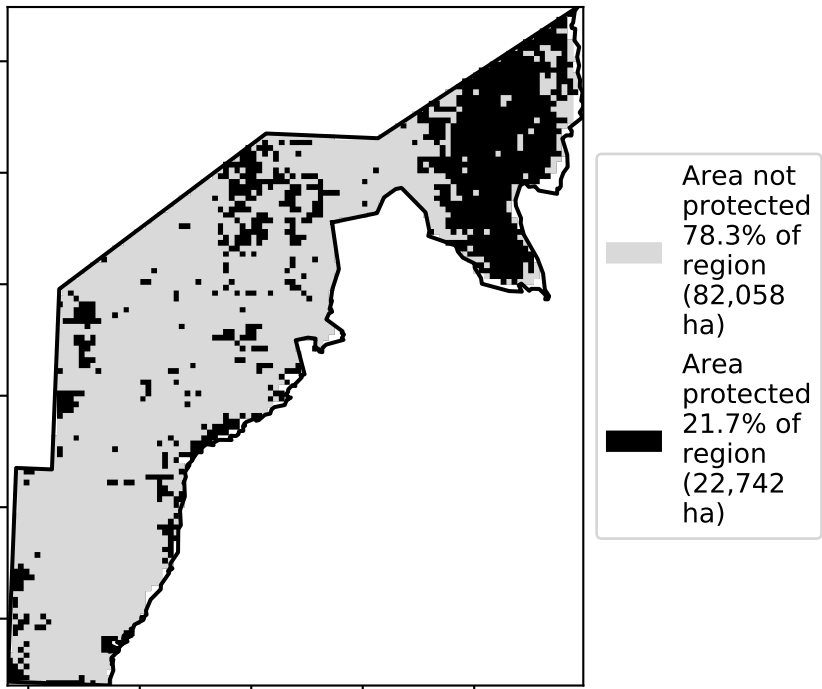 Area not
protected
78.3% of
region
(82,058
ha)
Area
protected
21.7% of
region
(22,742
ha)